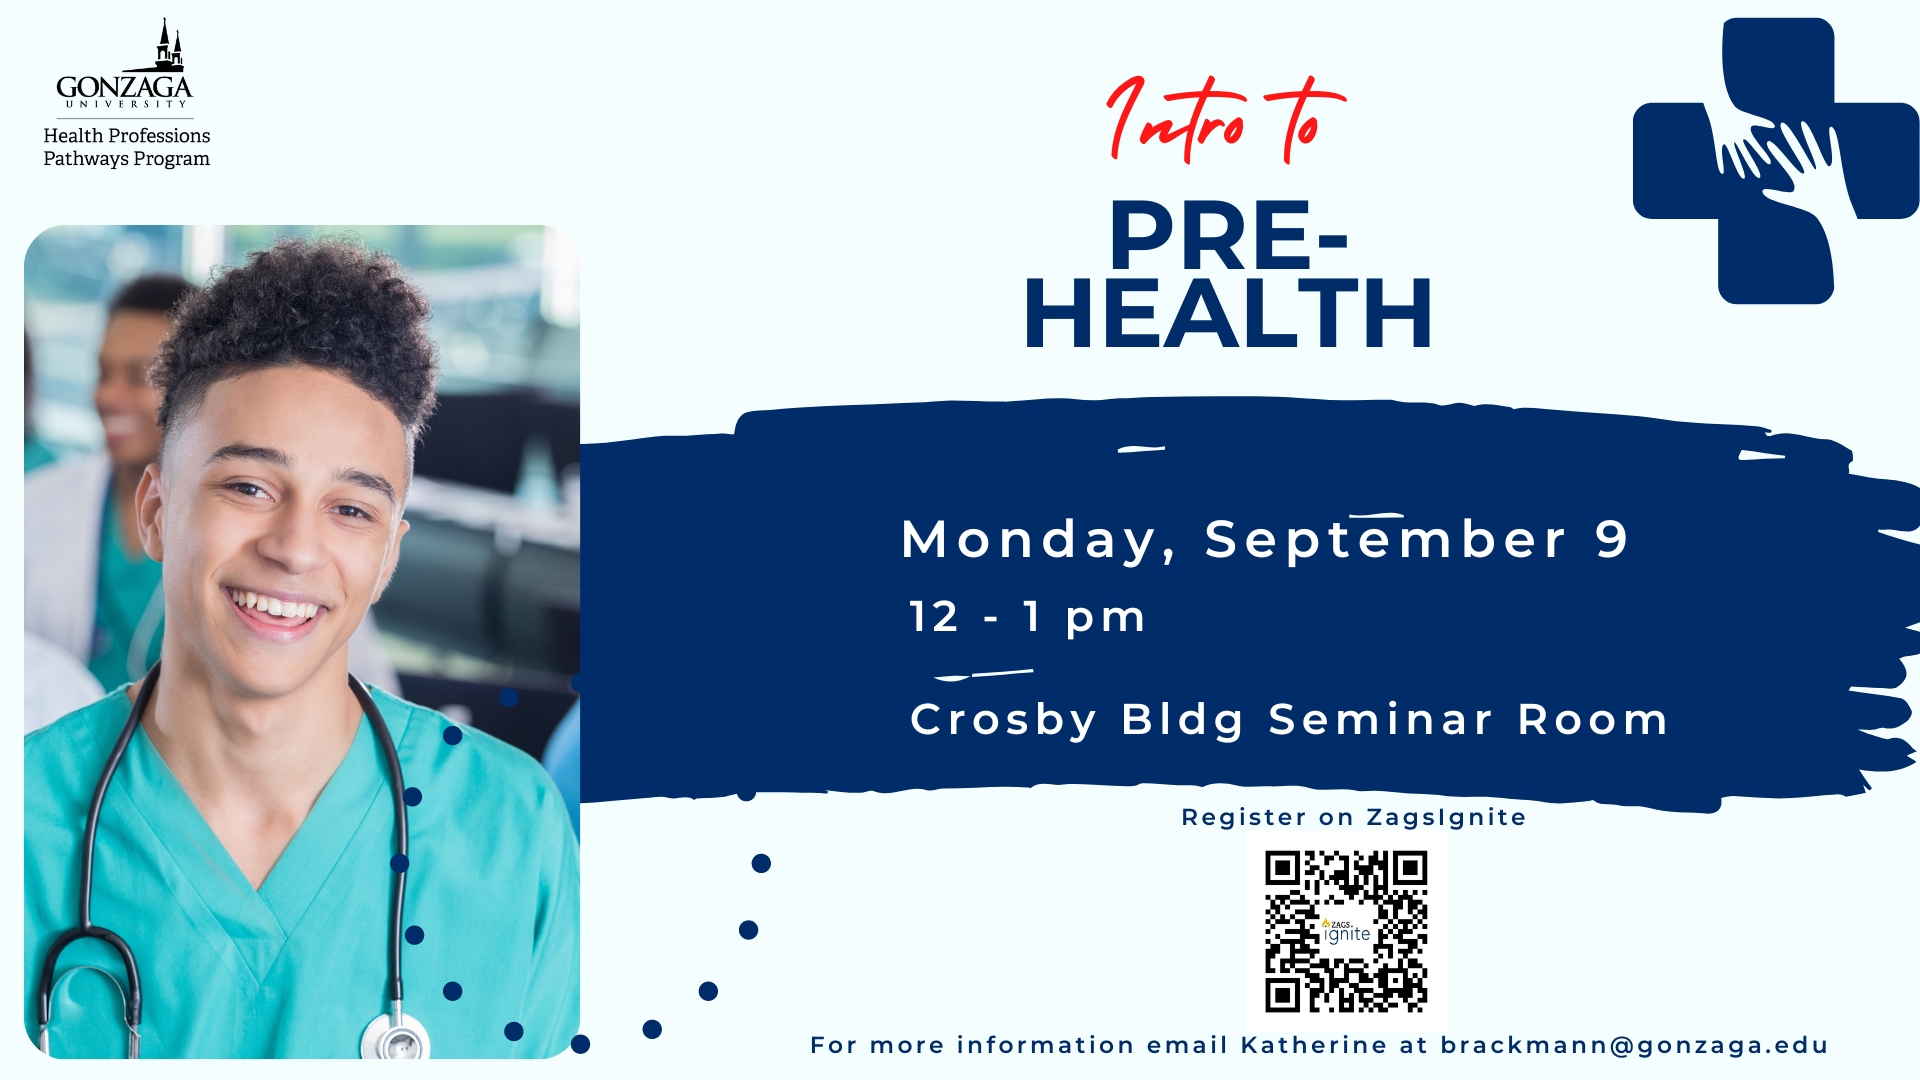 GONZAGA
UNIVERSITY
Health Professions
Pathways Program
Intro to
PRE-
HEALTH
Monday, September 9
12 - 1 pm
Crosby Bldg Seminar Room
Register on ZagsIgnite
ZAGS
ignite
For more information email Katherine at brackmann@gonzaga.edu